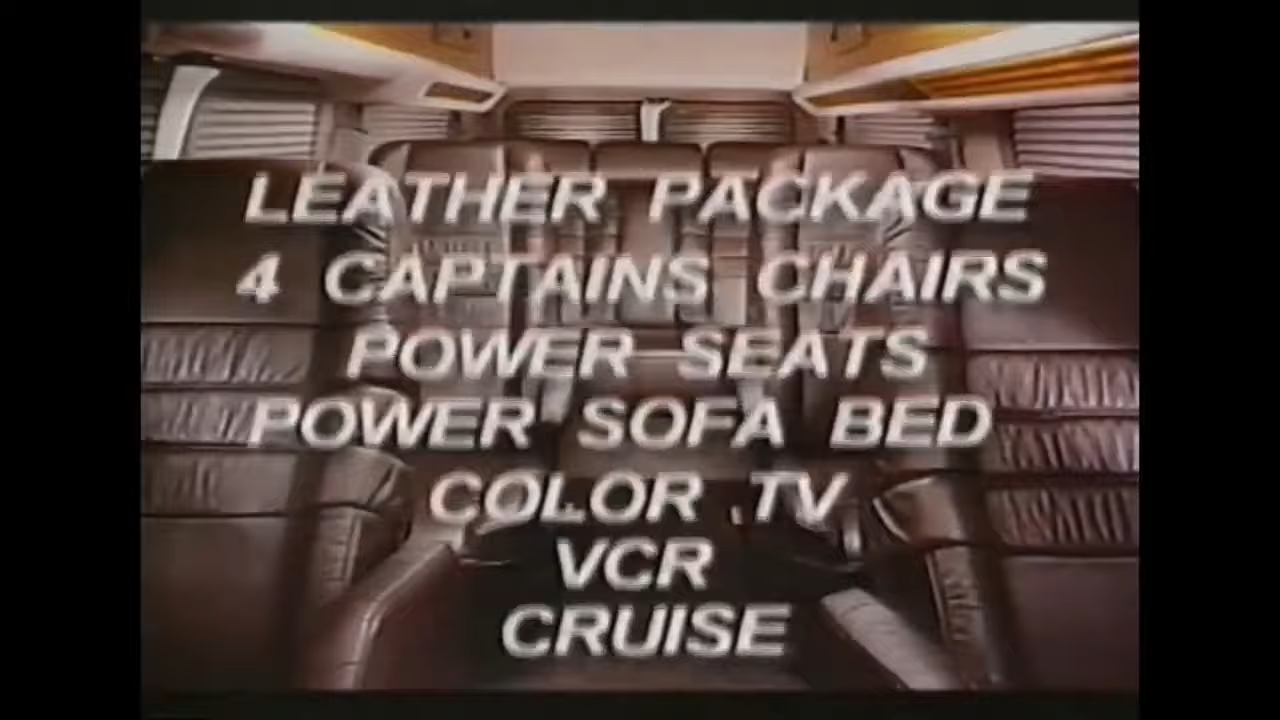 LEATHER PACKAGE
4 CAPTAINS CHAIRS
POWER SEATS
POWER SOFA BED
COLOR TV
VCR
CRUISE